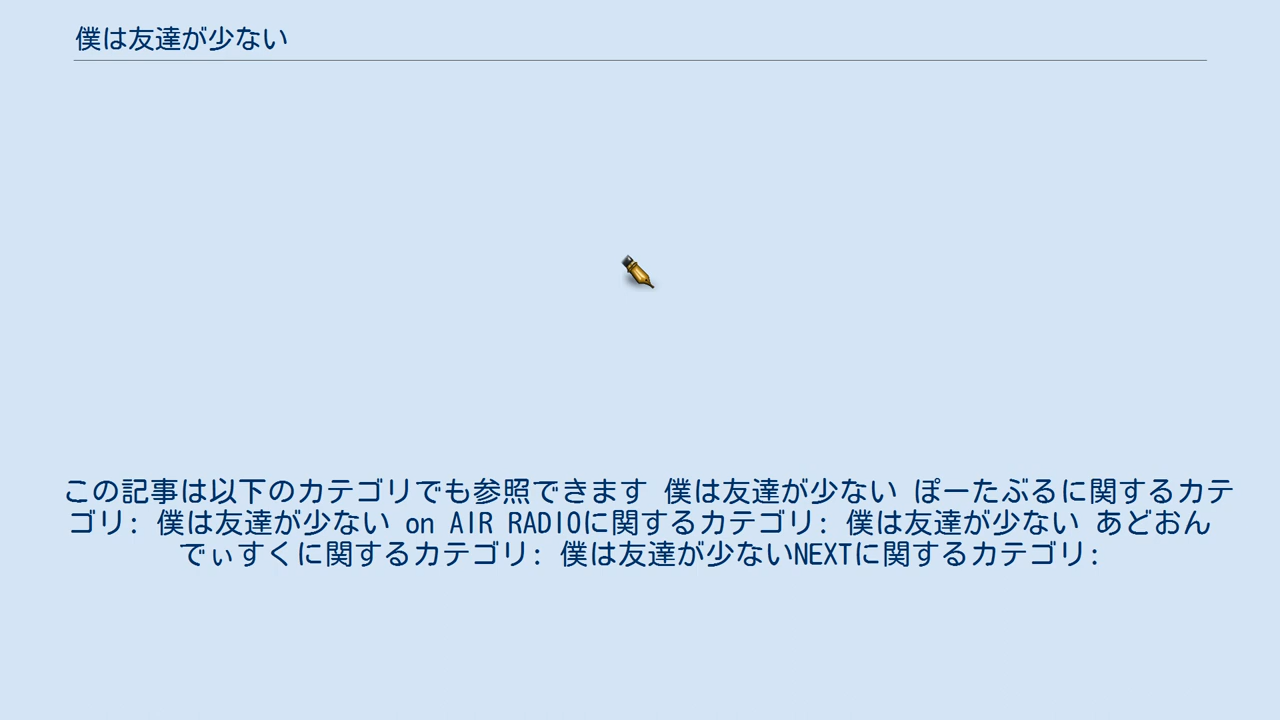 僕は友達が少ない
この記事は以下のカテゴリでも参照できます 僕は友達が少ない ぽーたぶるに関するカテ
ゴリ: 僕は友達が少ない on AIR RADIOに関するカテゴリ: 僕は友達が少ない あどおん
でぃすくに関するカテゴリ: 僕は友達が少ないNEXTに関するカテゴリ: